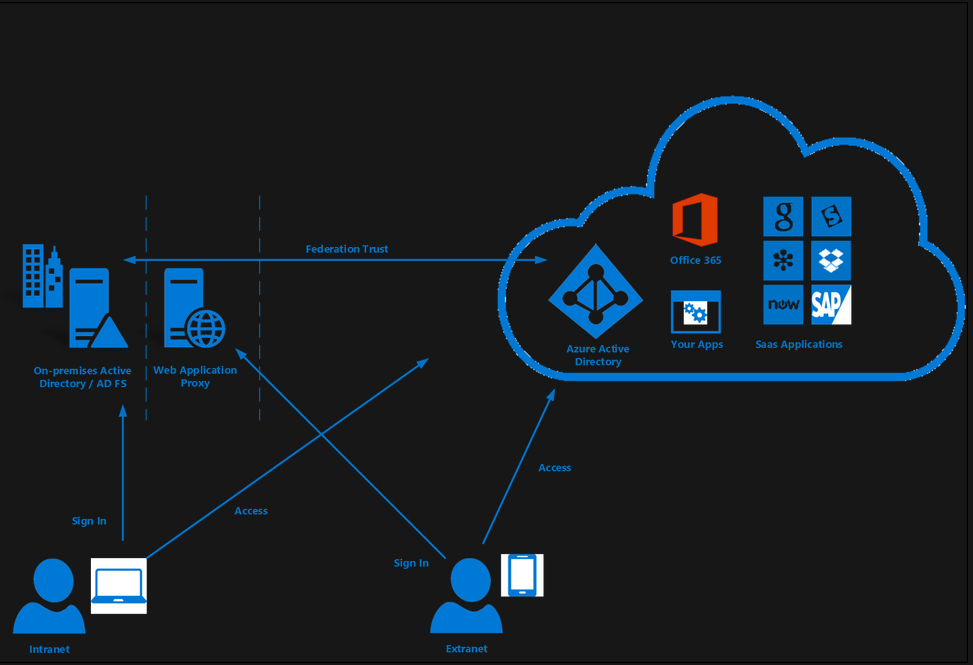 Federation Trust
Office 365
g
S
now
SAP
Azure Active
Directory
Your Apps
Saas Applications
On-premises Active
Directory / AD FS
Web Application
Proxy
Access
Sign In
Access
Sign In
Intranet
Extranet